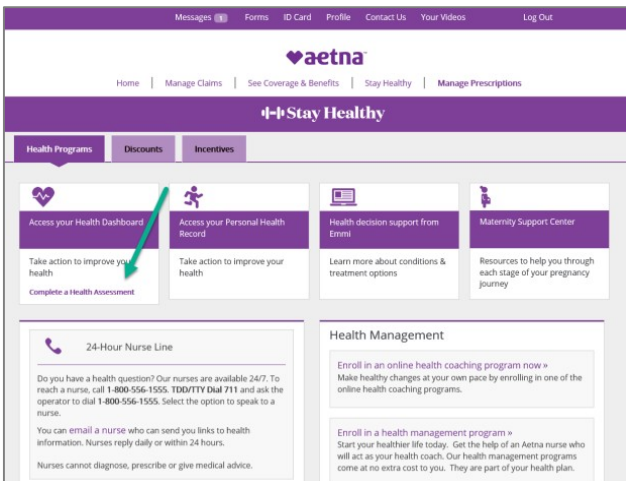 Messages 1 Forms ID Card Profile Contact Us Your Videos Log Out
aetna
Home Manage Claims See Coverage & Benefits Stay Healthy Manage Prescriptions
Stay Healthy
Health Programs Discounts Incentives
Access your Health Dashboard
Take action to improve your
health
Complete a Health Assessment
Access your Personal Health
Record
Take action to improve your
health
Health decision support from
Emmi
Learn more about conditions &
treatment options
Maternity Support Center
Resources to help you through
each stage of your pregnancy
journey
24-Hour Nurse Line
Do you have a health question? Our nurses are available 24/7. To
reach a nurse, call 1-800-556-1555. TDD/TTY Dial 711 and ask the
operator to dial 1-800-556-1555. Select the option to speak to a
nurse.
You can email a nurse who can send you links to health
information. Nurses reply daily or within 24 hours.
Nurses cannot diagnose, prescribe or give medical advice.
Health Management
Enroll in an online health coaching program now »
Make healthy changes at your own pace by enrolling in one of the
online health coaching programs.
Enroll in a health management program »
Start your healthier life today. Get the help of an Aetna nurse who
will act as your health coach. Our health management programs
come at no extra cost to you. They are part of your health plan.